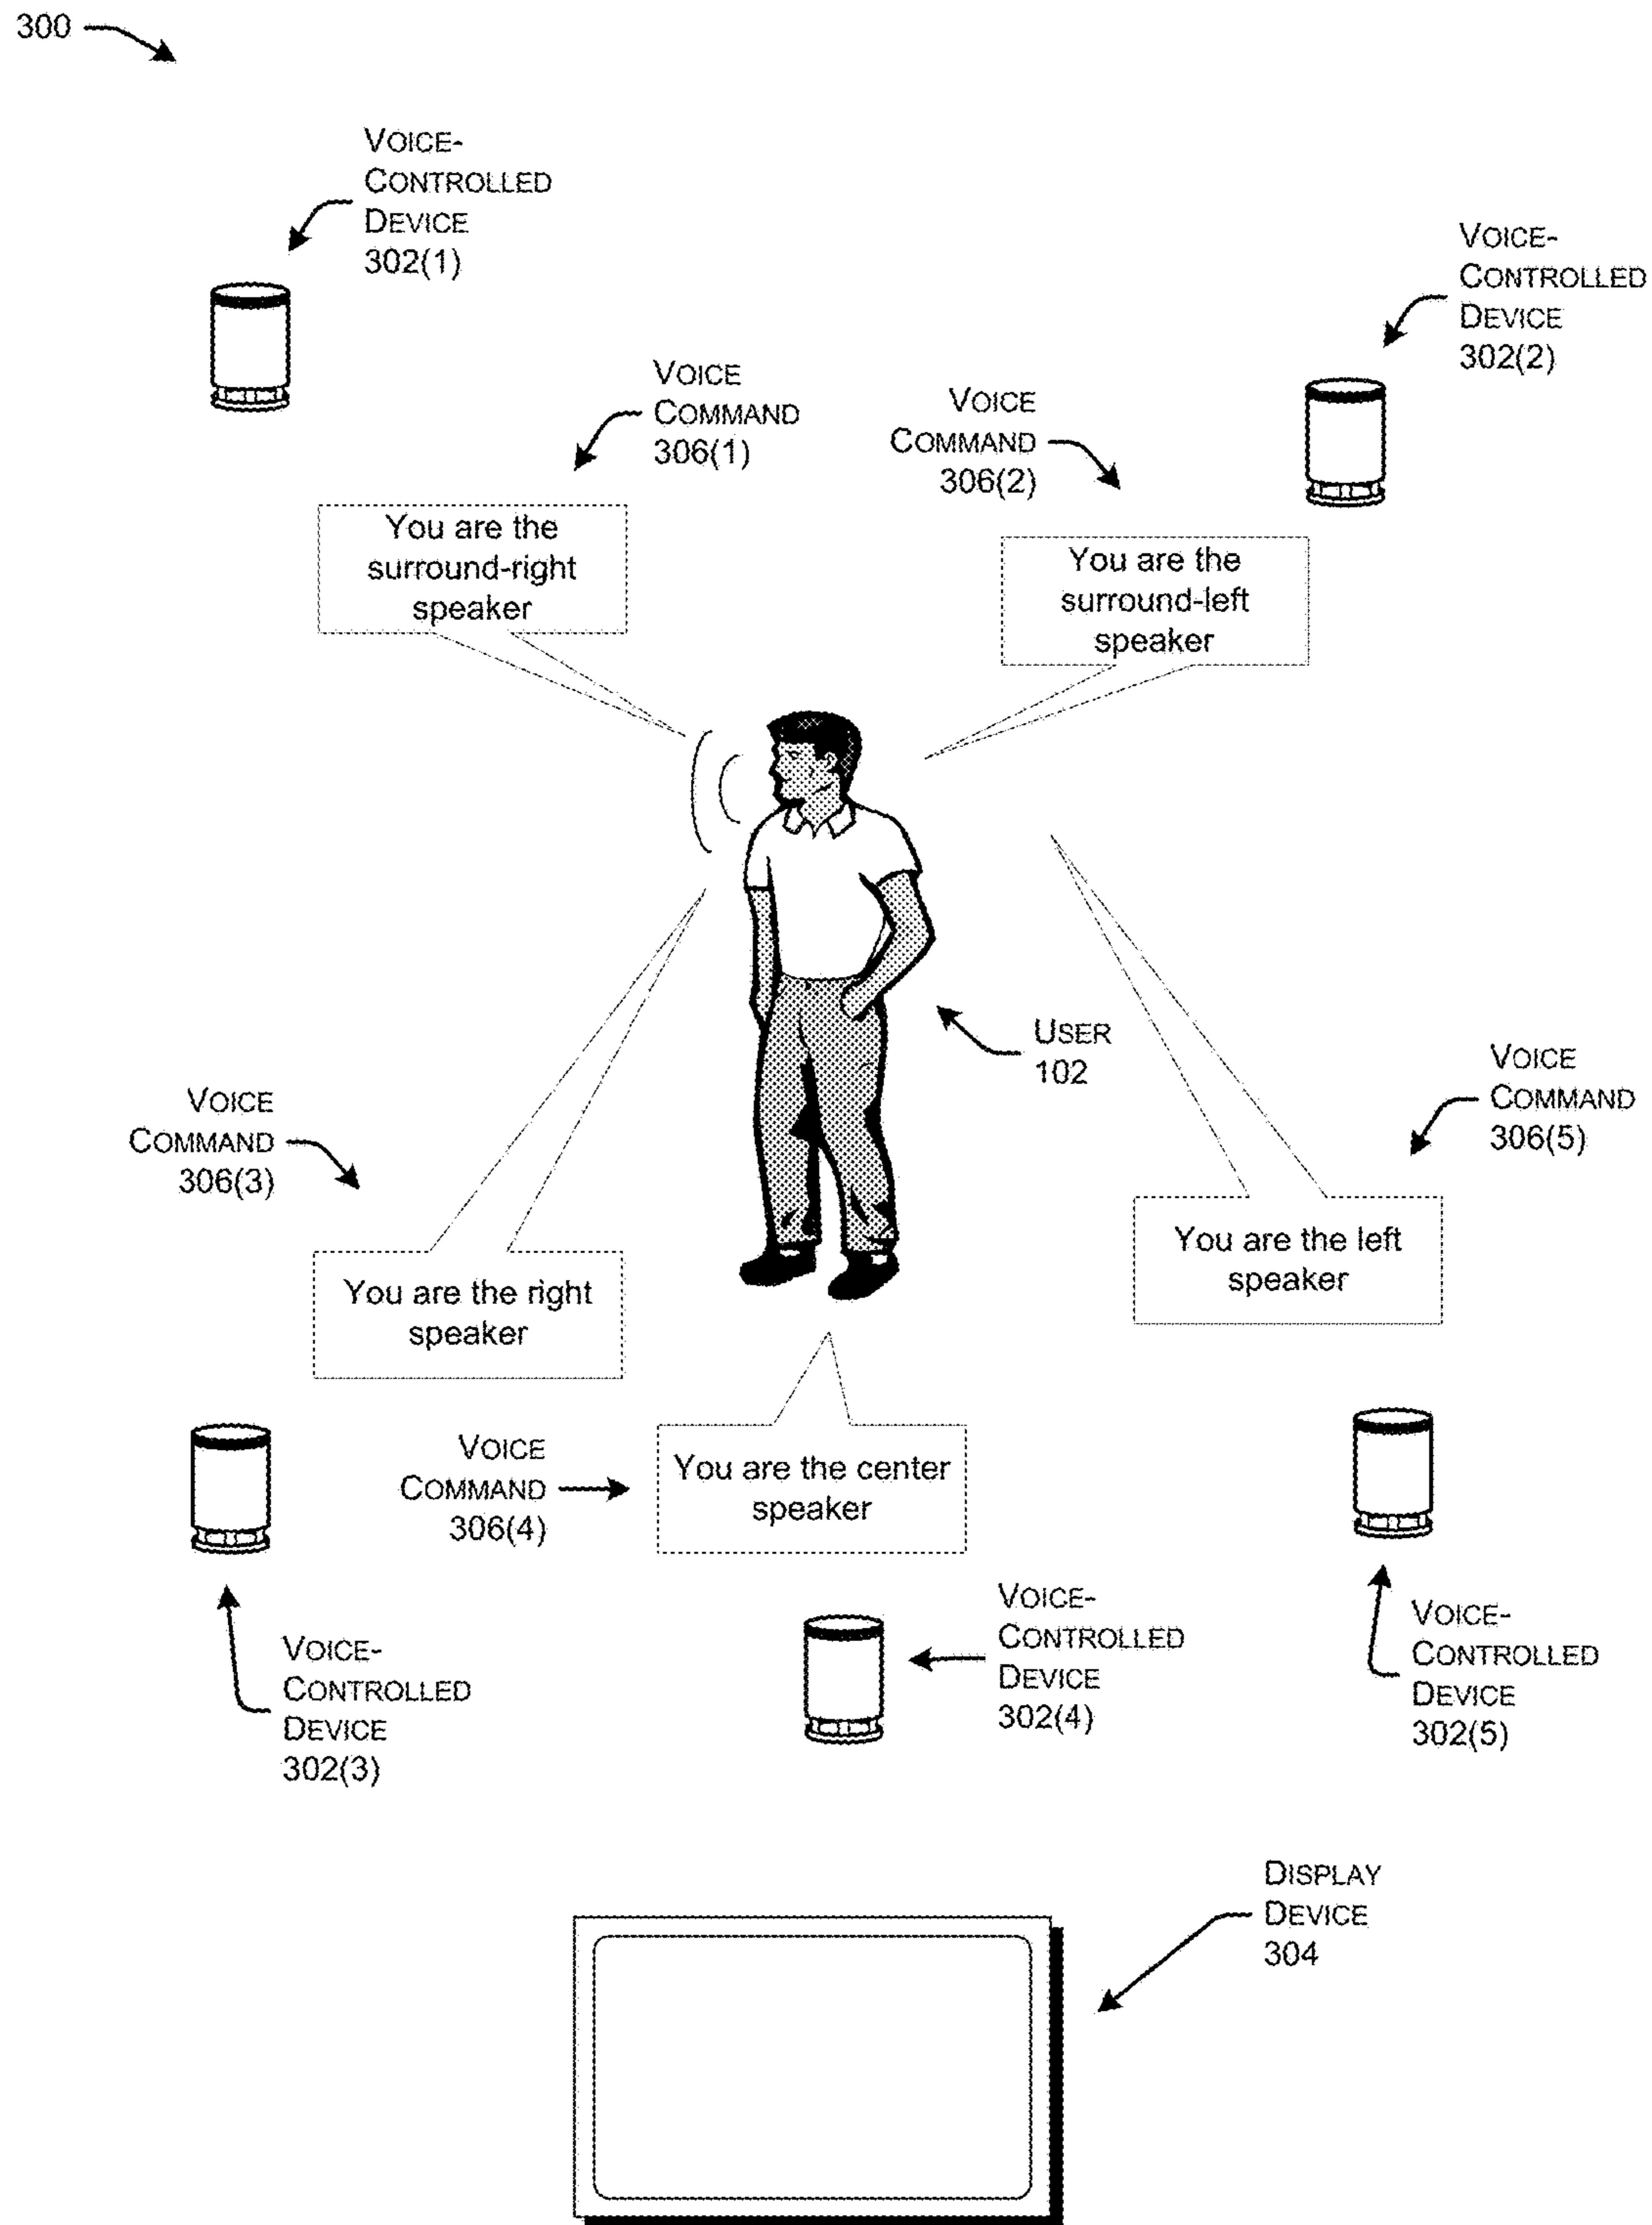 300
VOICE-
CONTROLLED
DEVICE
302(1)
VOICE-
CONTROLLED
DEVICE
302(2)
VOICE
COMMAND
306(1)
VOICE
COMMAND
306(2)
You are the
surround-right
speaker
You are the
surround-left
speaker
USER
102
VOICE
COMMAND
306(3)
VOICE
COMMAND
306(5)
You are the right
speaker
You are the left
speaker
VOICE
COMMAND
306(4)
You are the center
speaker
VOICE-
CONTROLLED
DEVICE
302(3)
VOICE-
CONTROLLED
DEVICE
302(4)
VOICE-
CONTROLLED
DEVICE
302(5)
DISPLAY
DEVICE
304